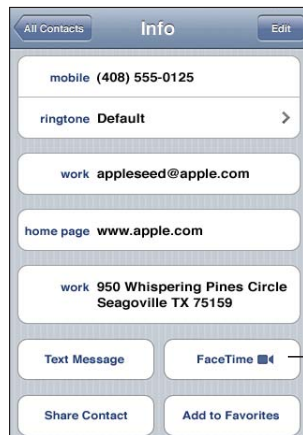 All Contacts Info Edit
mobile (408) 555-0125
ringtone Default
work appleseed@apple.com
home page www.apple.com
work 950 Whispering Pines Circle
Seagoville TX 75159
Text Message FaceTime
Share Contact Add to Favorites